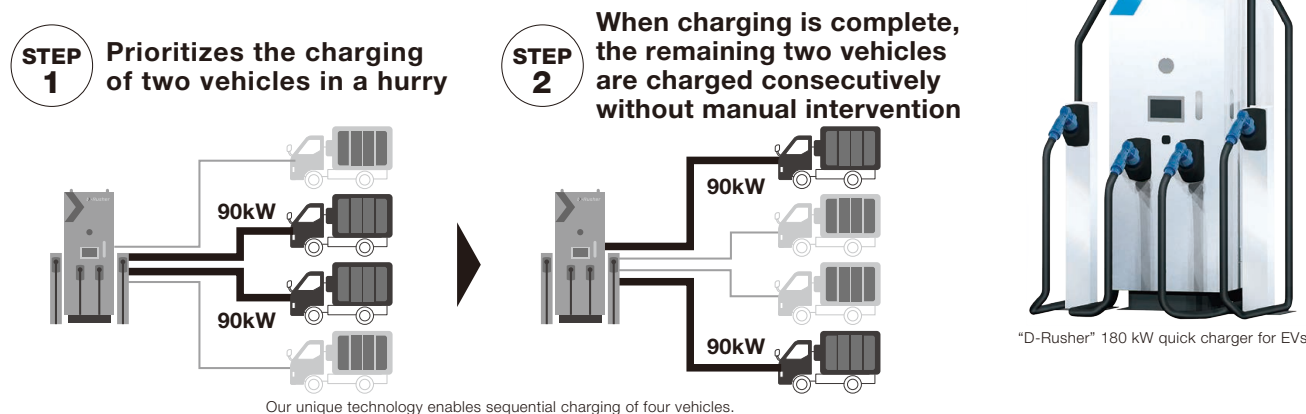 STEP
1
Prioritizes the charging
of two vehicles in a hurry
90kW
90kW
STEP
2
When charging is complete,
the remaining two vehicles
are charged consecutively
without manual intervention
90kW
90kW
Our unique technology enables sequential charging of four vehicles.
“D-Rusher” 180 kW quick charger for EVs